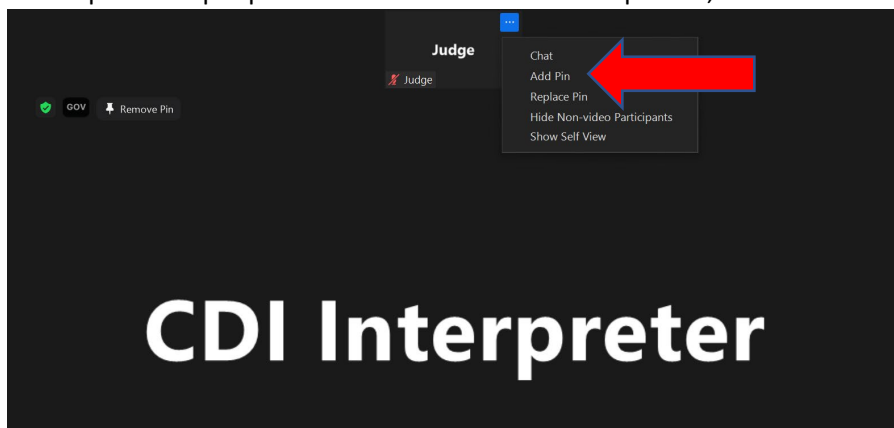 Judge
Judge
Chat
Add Pin
Replace Pin
Hide Non-video Participants
Show Self View
GOV Remove Pin
CDI Interpreter